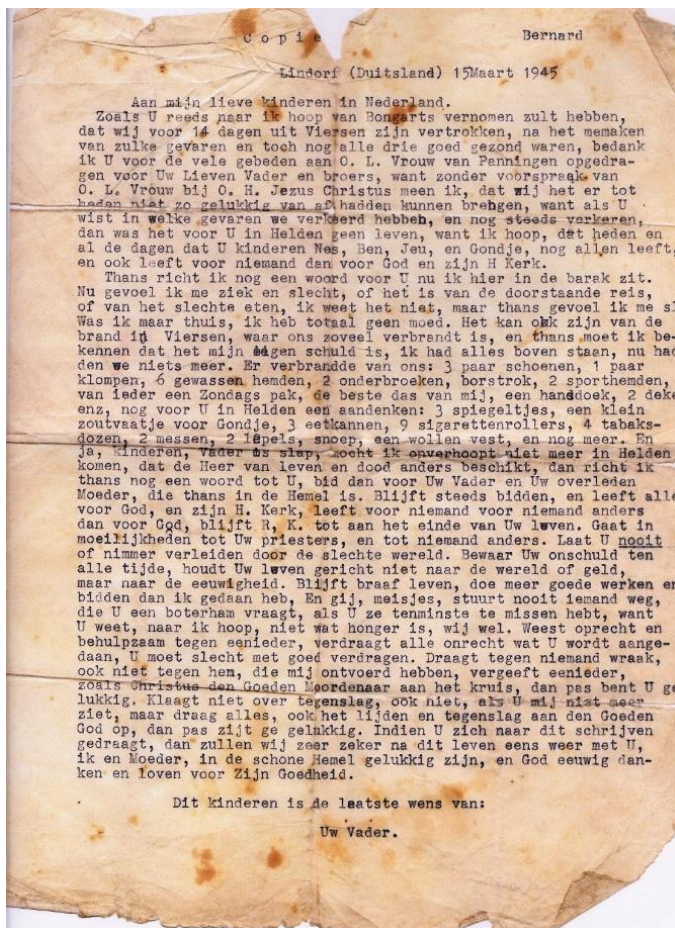 C o p i e Bernard
Lindorf (Duitsland) 15Maart 1945
Aan mijn lieve kinderen in Nederland.
Zoals U reeds naar ik hoop van Bongarts vernomen zult hebben,
dat wij voor 14 dagen uit Viersen zijn vertrokken, na het memaken
van zulke gevaren en toch nog alle drie goed gezond waren, bedank
ik U voor de vele gebeden aan O. L. Vrouw van Panningen opgedra-
gen voor Uw Lieven Vader en broers, want zonder voorspraak van
O. L. Vrouw bij O. H. Jezus Christus meen ik, dat wij het er tot
heden niet zo gelukkig van af hadden kunnen brengen, want als U
wist in welke gevaren we verkeerd hebben, en nog steeds verkeren,
dan was het voor U in Helden geen leven, want ik hoop, dat heden en
al de dagen dat U kinderen Nes, Ben, Jeu, en Gondje, nog allen leeft,
en ook leeft voor niemand dan voor God en zijn H Kerk.
Thans richt ik nog een woord voor U nu ik hier in de barak zit.
Nu gevoel ik me ziek en slecht, of het is van de doorstaande reis,
of van het slechte eten, ik weet het niet, maar thans gevoel ik me sl
Was ik maar thuis, ik heb totaal geen moed. Het kan ook zijn van de
brand in Viersen, waar ons zoveel verbrandt is, en thans moet ik be-
kennen dat het mijn eigen schuld is, ik had alles boven staan, nu had
den we niets meer. Er verbrandde van ons: 3 paar schoenen, 1 paar
klompen, 6 gewassen hemden, 2 onderbroeken, borstrok, 2 sporthemden,
van ieder een Zondags pak, de beste das van mij, een handdoek, 2 deke
enz, nog voor U in Helden een aandenken: 3 spiegeltjes, een klein
zoutvaatje voor Gondje, 3 eetkannen, 9 sigarettenrollers, 4 tabaks-
dozen, 2 messen, 2 lepels, snoep, een wollen vest, en nog meer. En
ja, kinderen, vader is slap, mocht ik onverhoopt niet meer in Helden
komen, dat de Heer van leven en dood anders beschikt, dan richt ik
thans nog een woord tot U, bid dan voor Uw Vader en Uw overleden
Moeder, die thans in de Hemel is. Blijft steeds bidden, en leeft alle
voor God, en zijn H. Kerk, leeft voor niemand voor niemand anders
dan voor God, blijft R, K. tot aan het einde van Uw leven. Gaat in
moeilijkheden tot Uw priesters, en tot niemand anders. Laat U nooit
of nimmer verleiden door de slechte wereld. Bewaar Uw onschuld ten
alle tijde, houdt Uw leven gericht niet naar de wereld of geld,
maar naar de eeuwigheid. Blijft braaf leven, doe meer goede werken en
bidden dan ik gedaan heb, En gij, meisjes, stuurt nooit iemand weg,
die U een boterham vraagt, als U ze tenminste te missen hebt, want
U weet, naar ik hoop, niet wat honger is, wij wel. Weest oprecht en
behulpzaam tegen eenieder, verdraagt alle onrecht wat U wordt aange-
daan, U moet slecht met goed verdragen. Draagt tegen niemand wraak,
ook niet tegen hem, die mij ontvoerd hebben, vergeeft eenieder,
zoals Christus den Goeden Moordenaar aan het kruis, dan pas bent U ge
lukkig. Klaagt niet over tegenslag, ook niet, als U mij niet meer
ziet, maar draag alles, ook het lijden en tegenslag aan den Goeden
God op, dan pas zijt ge gelukkig. Indien U zich naar dit schrijven
gedraagt, dan zullen wij zeer zeker na dit leven eens weer met U,
ik en Moeder, in de schone Hemel gelukkig zijn, en God eeuwig dan-
ken en loven voor Zijn Goedheid.
Dit kinderen is de laatste wens van:
Uw Vader.